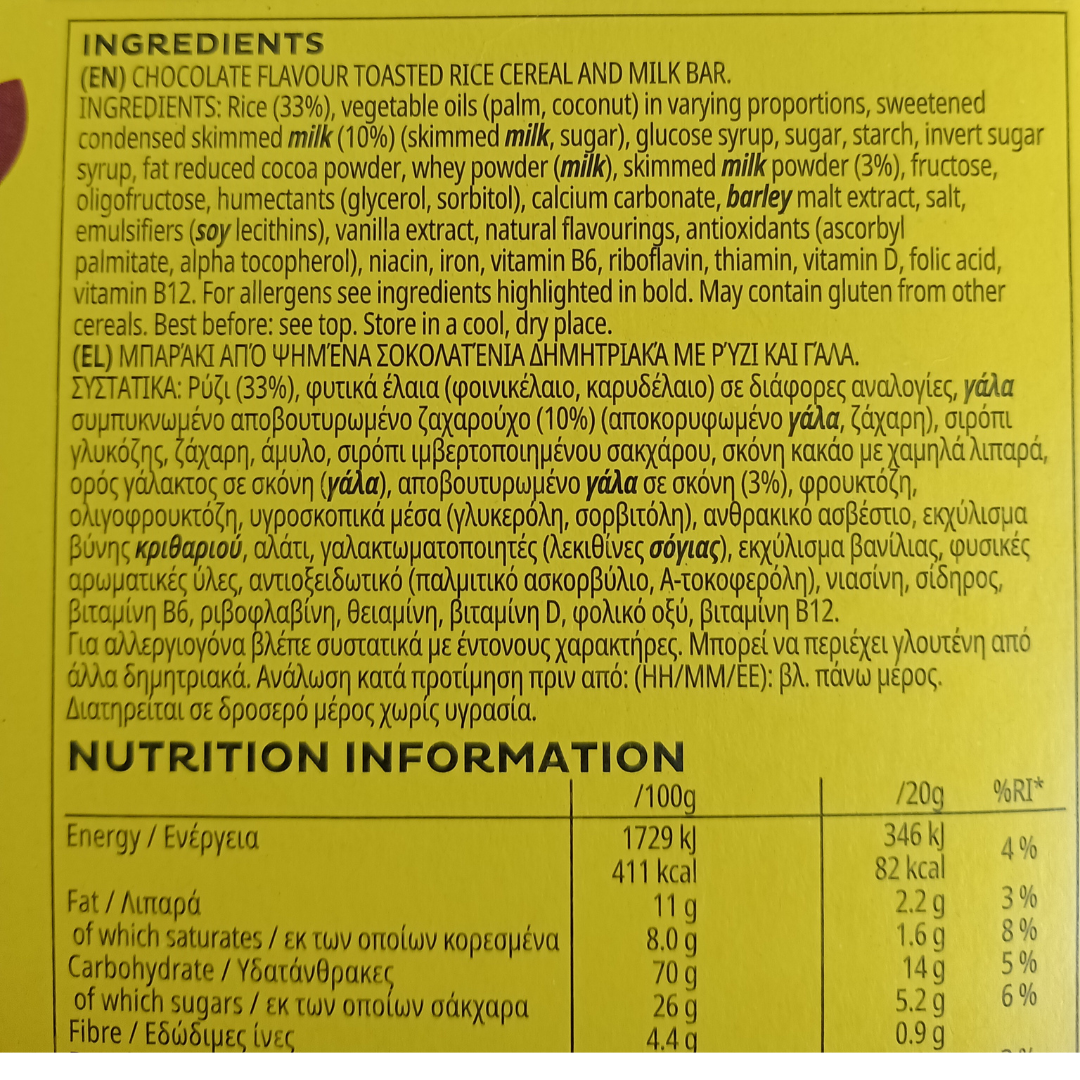 INGREDIENTS
(EN) CHOCOLATE FLAVOUR TOASTED RICE CEREAL AND MILK BAR.
INGREDIENTS: Rice (33%), vegetable oils (palm, coconut) in varying proportions, sweetened
condensed skimmed milk (10%) (skimmed milk, sugar), glucose syrup, sugar, starch, invert sugar
syrup, fat reduced cocoa powder, whey powder (milk), skimmed milk powder (3%), fructose,
oligofructose, humectants (glycerol, sorbitol), calcium carbonate, barley malt extract, salt,
emulsifiers (soy lecithins), vanilla extract, natural flavourings, antioxidants (ascorbyl
palmitate, alpha tocopherol), niacin, iron, vitamin B6, riboflavin, thiamin, vitamin D, folic acid,
vitamin B12. For allergens see ingredients highlighted in bold. May contain gluten from other
cereals. Best before: see top. Store in a cool, dry place.
(EL) ΜΠΑΡΆΚΙ ΑΠΌ ΨΗΜΈΝΑ ΣΟΚΟΛΑΤΈΝΙΑ ΔΗΜΗΤΡΙΑΚΆ ΜΕ ΡΎΖΙ ΚΑΙ ΓΆΛΑ.
ΣΥΣΤΑΤΙΚΑ: Ρύζι (33%), φυτικά έλαια (φοινικέλαιο, καρυδέλαιο) σε διάφορες αναλογίες, γάλα
συμπυκνωμένο αποβουτυρωμένο ζαχαρούχο (10%) (αποκορυφωμένο γάλα, ζάχαρη), σιρόπι
γλυκόζης, ζάχαρη, άμυλο, σιρόπι ιμβερτοποιημένου σακχάρου, σκόνη κακάο με χαμηλά λιπαρά,
ορός γάλακτος σε σκόνη (γάλα), αποβουτυρωμένο γάλα σε σκόνη (3%), φρουκτόζη,
ολιγοφρουκτόζη, υγροσκοπικά μέσα (γλυκερόλη, σορβιτόλη), ανθρακικό ασβέστιο, εκχύλισμα
βύνης κριθαριού, αλάτι, γαλακτωματοποιητές (λεκιθίνες σόγιας), εκχύλισμα βανίλιας, φυσικές
αρωματικές ύλες, αντιοξειδωτικό (παλμιτικό ασκορβύλιο, Α-τοκοφερόλη), νιασίνη, σίδηρος,
βιταμίνη Β6, ριβοφλαβίνη, θειαμίνη, βιταμίνη D, φολικό οξύ, βιταμίνη Β12.
Για αλλεργιογόνα βλέπε συστατικά με έντονους χαρακτήρες. Μπορεί να περιέχει γλουτένη από
άλλα δημητριακά. Ανάλωση κατά προτίμηση πριν από: (ΗΗ/ΜΜ/ΕΕ): βλ. πάνω μέρος.
Διατηρείται σε δροσερό μέρος χωρίς υγρασία.
NUTRITION INFORMATION
/100g /20g %RI*
Energy / Ενέργεια 1729 kJ 346 kJ 4 %
411 kcal 82 kcal
Fat / Λιπαρά 11 g 2.2 g 3 %
of which saturates / εκ των οποίων κορεσμένα 8.0 g 1.6 g 8 %
Carbohydrate / Υδατάνθρακες 70 g 14 g 5 %
of which sugars / εκ των οποίων σάκχαρα 26 g 5.2 g 6 %
Fibre / Εδώδιμες ίνες 4.4 g 0.9 g